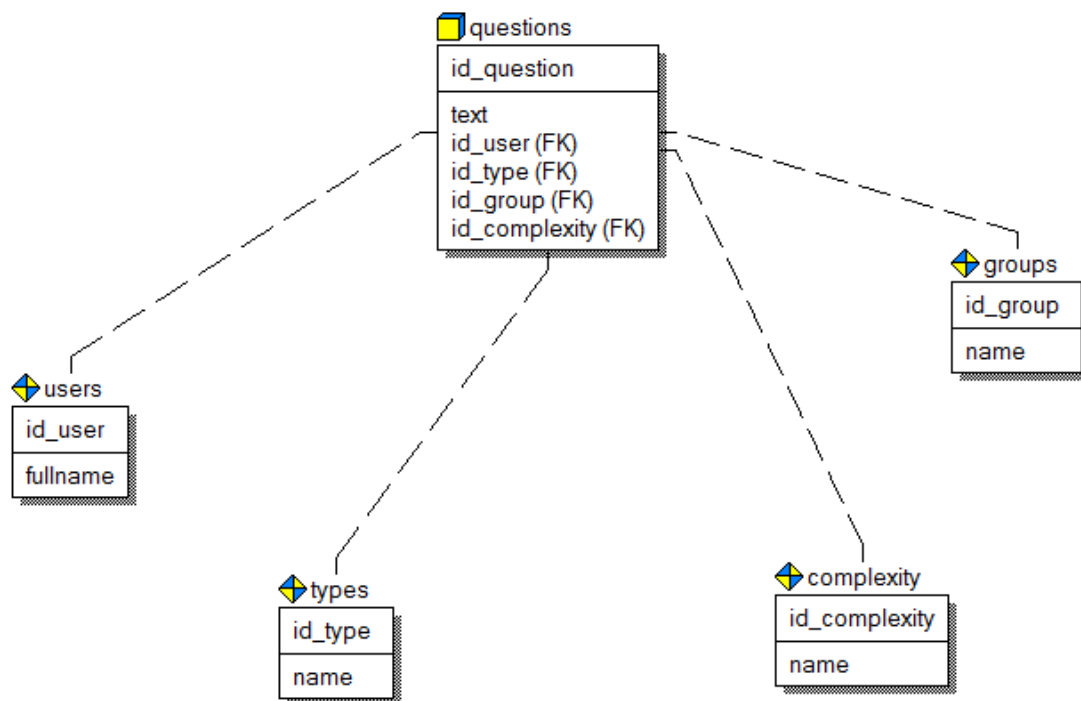 questions
id_question
text
id_user (FK)
id_type (FK)
id_group (FK)
id_complexity (FK)
groups
id_group
name
users
id_user
fullname
types
id_type
name
complexity
id_complexity
name